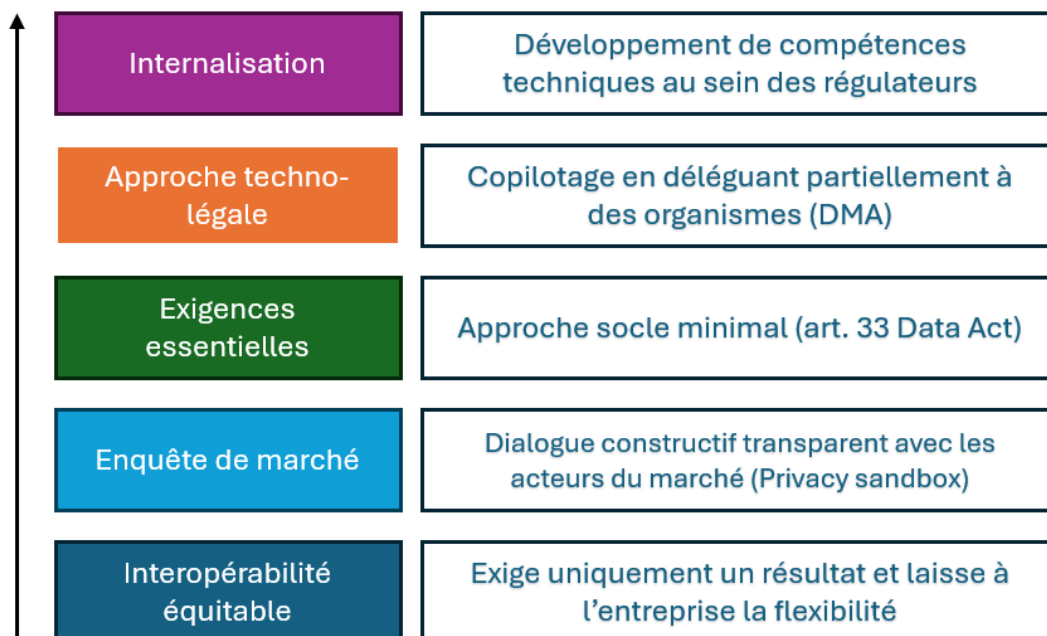 Internalisation
Développement de compétences
techniques au sein des régulateurs
Approche techno-
légale
Copilotage en déléguant partiellement à
des organismes (DMA)
Exigences
essentielles
Approche socle minimal (art. 33 Data Act)
Enquête de marché
Dialogue constructif transparent avec les
acteurs du marché (Privacy sandbox)
Interopérabilité
équitable
Exige uniquement un résultat et laisse à
l’entreprise la flexibilité